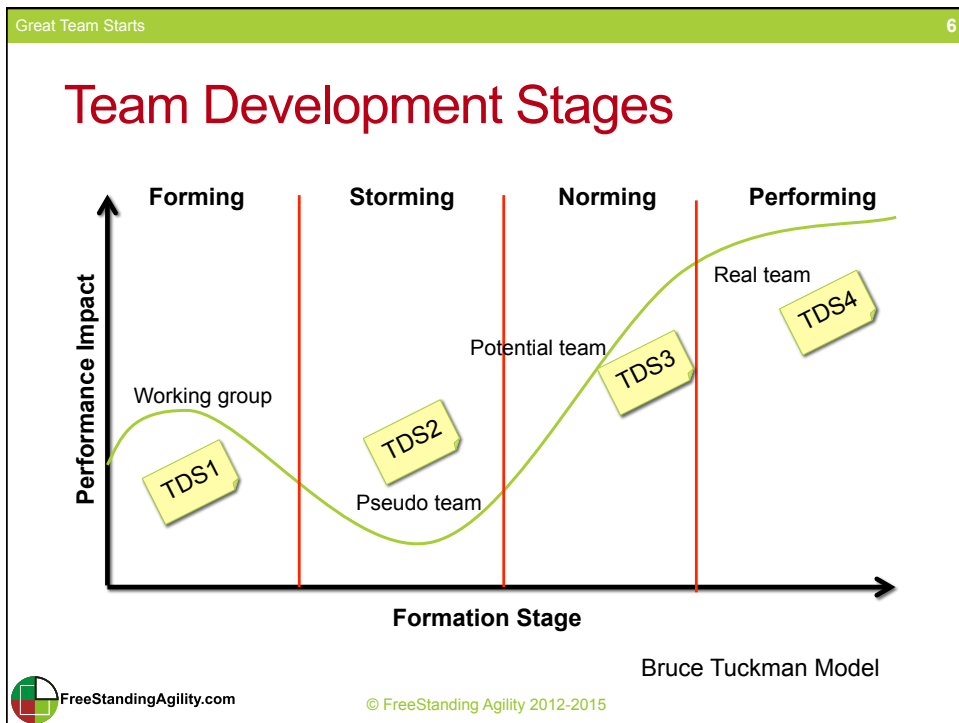 Great Team Starts
6
Team Development Stages
Forming
Storming
Norming
Performing
Performance Impact
Working group
Pseudo team
Potential team
Real team
TDS1
TDS2
TDS3
TDS4
Formation Stage
Bruce Tuckman Model
FreeStandingAgility.com
© FreeStanding Agility 2012-2015